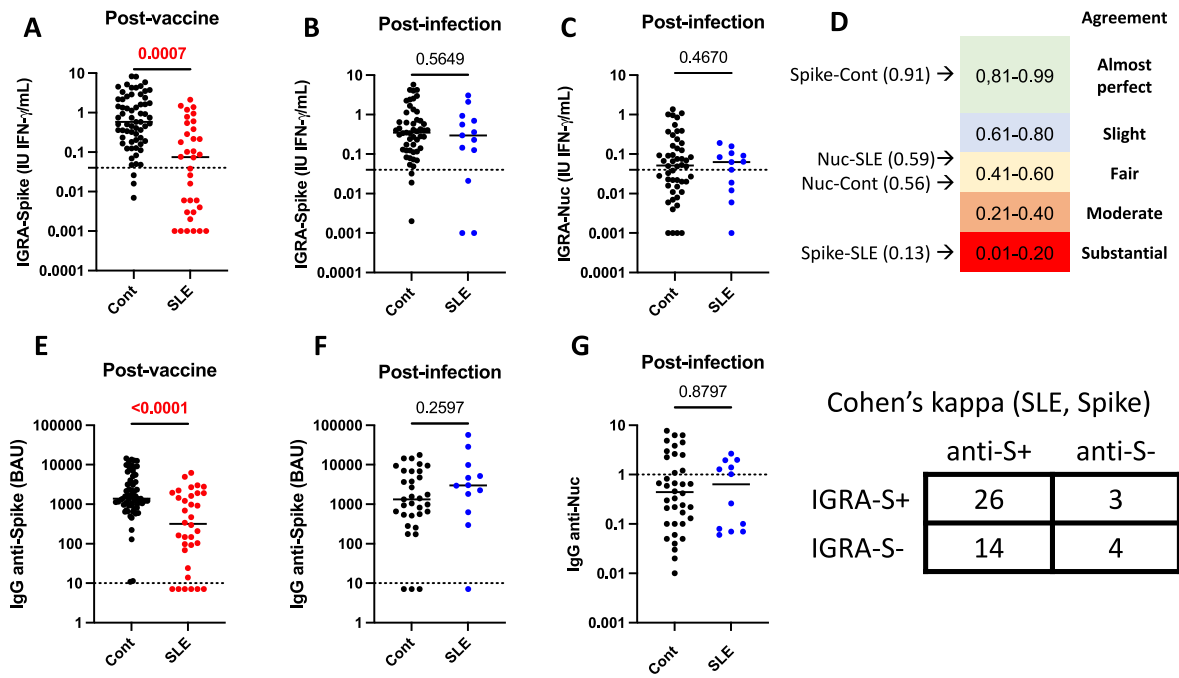 A
Post-vaccine
0.0007
IGRA-Spike (IU IFN-γ/mL)
10
1
0.1
0.01
0.001
0.0001
Cont
SLE
B
Post-infection
0.5649
IGRA-Spike (IU IFN-γ/mL)
10
1
0.1
0.01
0.001
0.0001
Cont
SLE
C
Post-infection
0.4670
IGRA-Nuc (IU IFN-γ/mL)
10
1
0.1
0.01
0.001
0.0001
Cont
SLE
D
Agreement
Spike-Cont (0.91) → 0,81-0.99 Almost
perfect
0.61-0.80 Slight
Nuc-SLE (0.59) →
0.41-0.60 Fair
Nuc-Cont (0.56) →
0.21-0.40 Moderate
Spike-SLE (0.13) → 0.01-0.20 Substantial
E
Post-vaccine
<0.0001
IgG anti-Spike (BAU)
100000
10000
1000
100
10
1
Cont
SLE
F
Post-infection
0.2597
IgG anti-Spike (BAU)
100000
10000
1000
100
10
1
Cont
SLE
G
Post-infection
0.8797
IgG anti-Nuc
10
1
0.1
0.01
0.001
Cont
SLE
Cohen's kappa (SLE, Spike)
anti-S+ anti-S-
IGRA-S+ 26 3
IGRA-S- 14 4